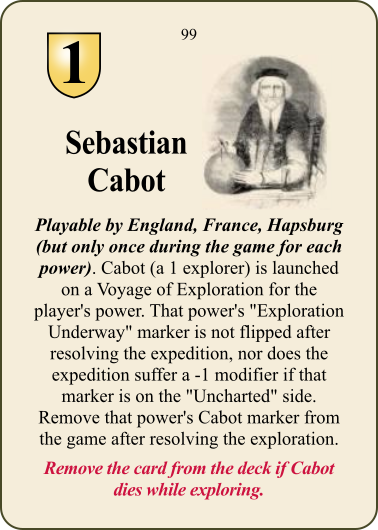 99
1
Sebastian
Cabot
Playable by England, France, Hapsburg
(but only once during the game for each
power). Cabot (a 1 explorer) is launched
on a Voyage of Exploration for the
player's power. That power's "Exploration
Underway" marker is not flipped after
resolving the expedition, nor does the
expedition suffer a -1 modifier if that
marker is on the "Uncharted" side.
Remove that power's Cabot marker from
the game after resolving the exploration.
Remove the card from the deck if Cabot
dies while exploring.